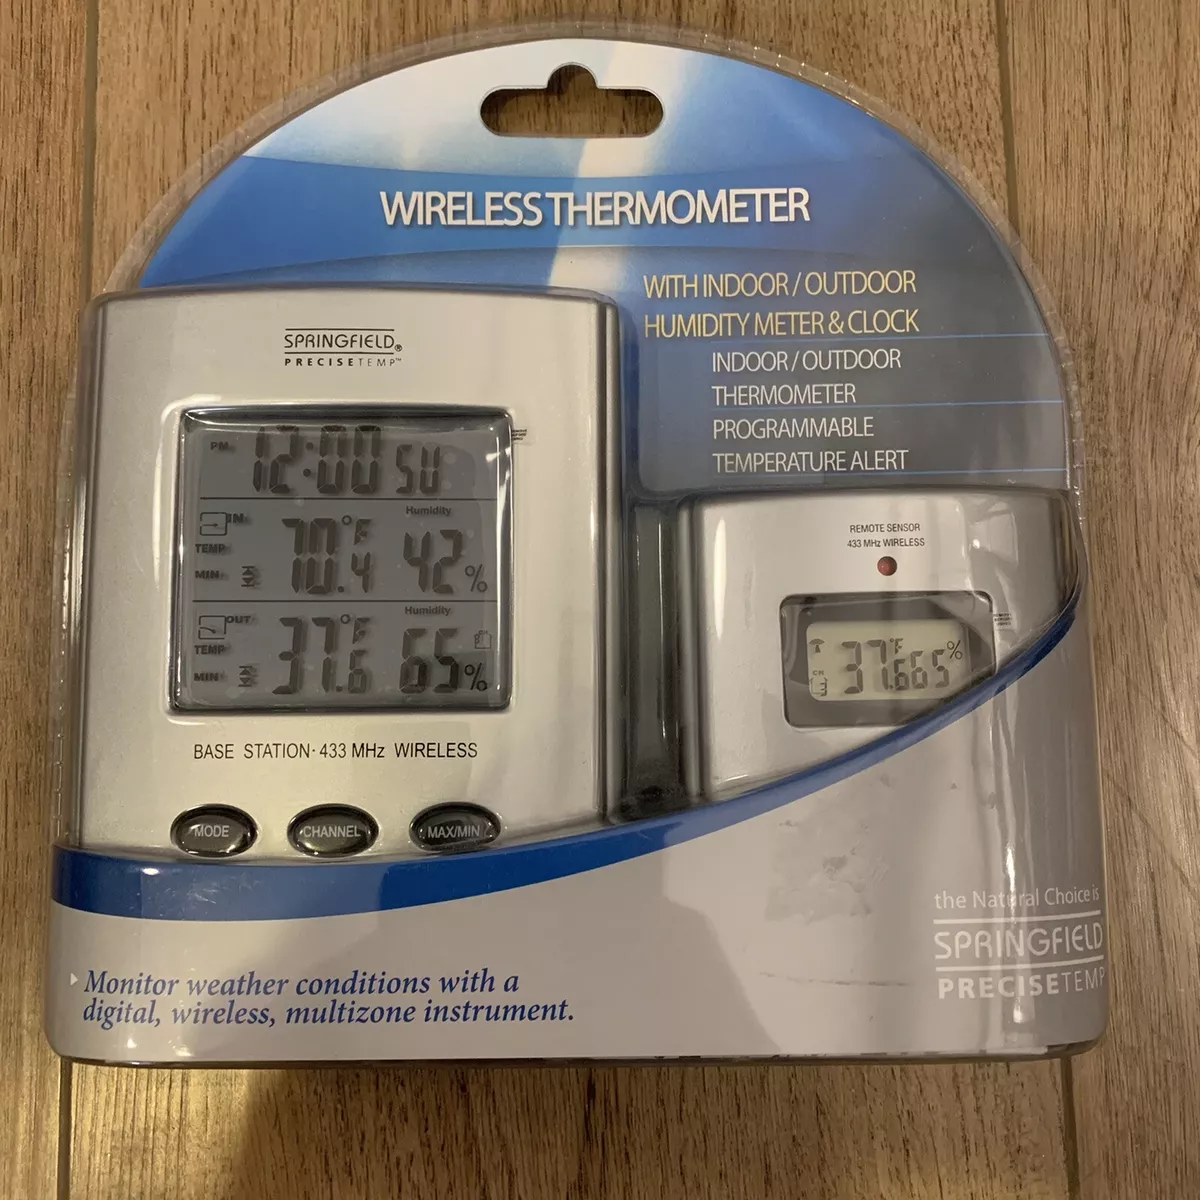 WIRELESS THERMOMETER
WITH INDOOR / OUTDOOR
HUMIDITY METER & CLOCK
INDOOR / OUTDOOR
THERMOMETER
PROGRAMMABLE
TEMPERATURE ALERT
SPRINGFIELD®
PRECISETEMP™
PM 12:00 SU
IN Humidity
TEMP 70.4 °F 42 %
MIN
OUT Humidity
TEMP 37.6 °F 65 %
MIN
BASE STATION · 433 MHz WIRELESS
MODE CHANNEL MAX/MIN
REMOTE SENSOR
433 MHz WIRELESS
37.6 °F 65 %
CH 3
the Natural Choice is
SPRINGFIELD
PRECISETEMP
Monitor weather conditions with a
digital, wireless, multizone instrument.